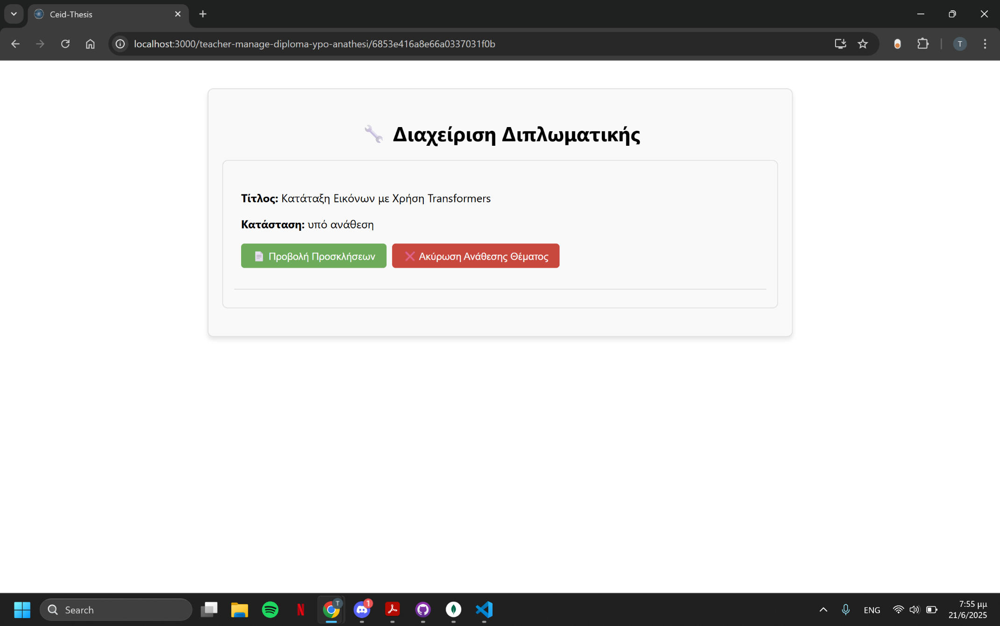 Ceid-Thesis
localhost:3000/teacher-manage-diploma-ypo-anathesi/6853e416a8e66a0337031f0b
T
Διαχείριση Διπλωματικής
Τίτλος: Κατάταξη Εικόνων με Χρήση Transformers
Κατάσταση: υπό ανάθεση
Προβολή Προσκλήσεων
Ακύρωση Ανάθεσης Θέματος
Search
T
1
ENG
7:55 μμ
21/6/2025